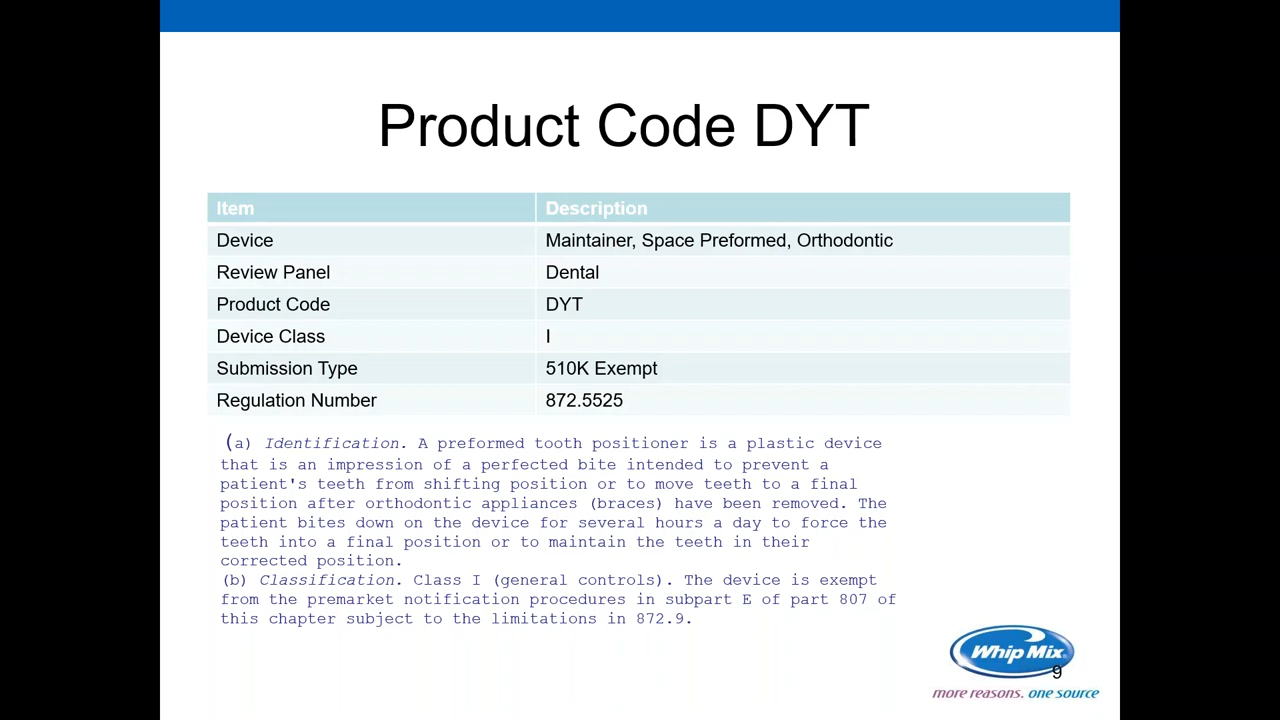 Product Code DYT
Item Description
Device Maintainer, Space Preformed, Orthodontic
Review Panel Dental
Product Code DYT
Device Class I
Submission Type 510K Exempt
Regulation Number 872.5525
(a) Identification. A preformed tooth positioner is a plastic device
that is an impression of a perfected bite intended to prevent a
patient's teeth from shifting position or to move teeth to a final
position after orthodontic appliances (braces) have been removed. The
patient bites down on the device for several hours a day to force the
teeth into a final position or to maintain the teeth in their
corrected position.
(b) Classification. Class I (general controls). The device is exempt
from the premarket notification procedures in subpart E of part 807 of
this chapter subject to the limitations in 872.9.
Whip Mix®
9
more reasons. one source